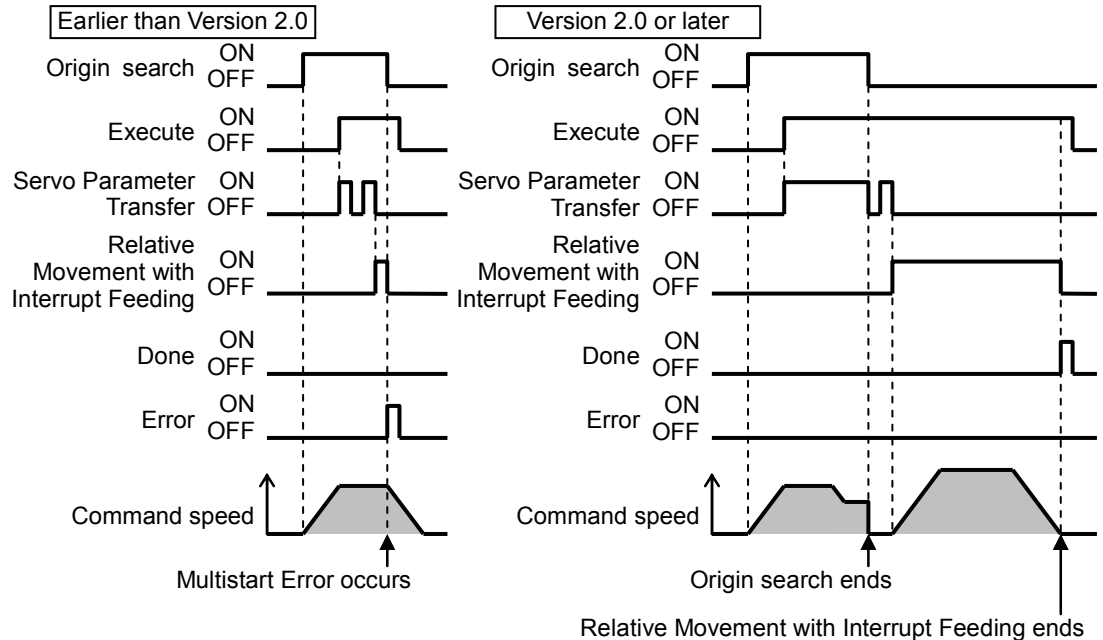 Earlier than Version 2.0
Origin search
ON
OFF
Execute
ON
OFF
Servo Parameter
Transfer
ON
OFF
Relative
Movement with
Interrupt Feeding
ON
OFF
Done
ON
OFF
Error
ON
OFF
Command speed
Multistart Error occurs
Version 2.0 or later
Origin search
ON
OFF
Execute
ON
OFF
Servo Parameter
Transfer
ON
OFF
Relative
Movement with
Interrupt Feeding
ON
OFF
Done
ON
OFF
Error
ON
OFF
Command speed
Origin search ends
Relative Movement with Interrupt Feeding ends